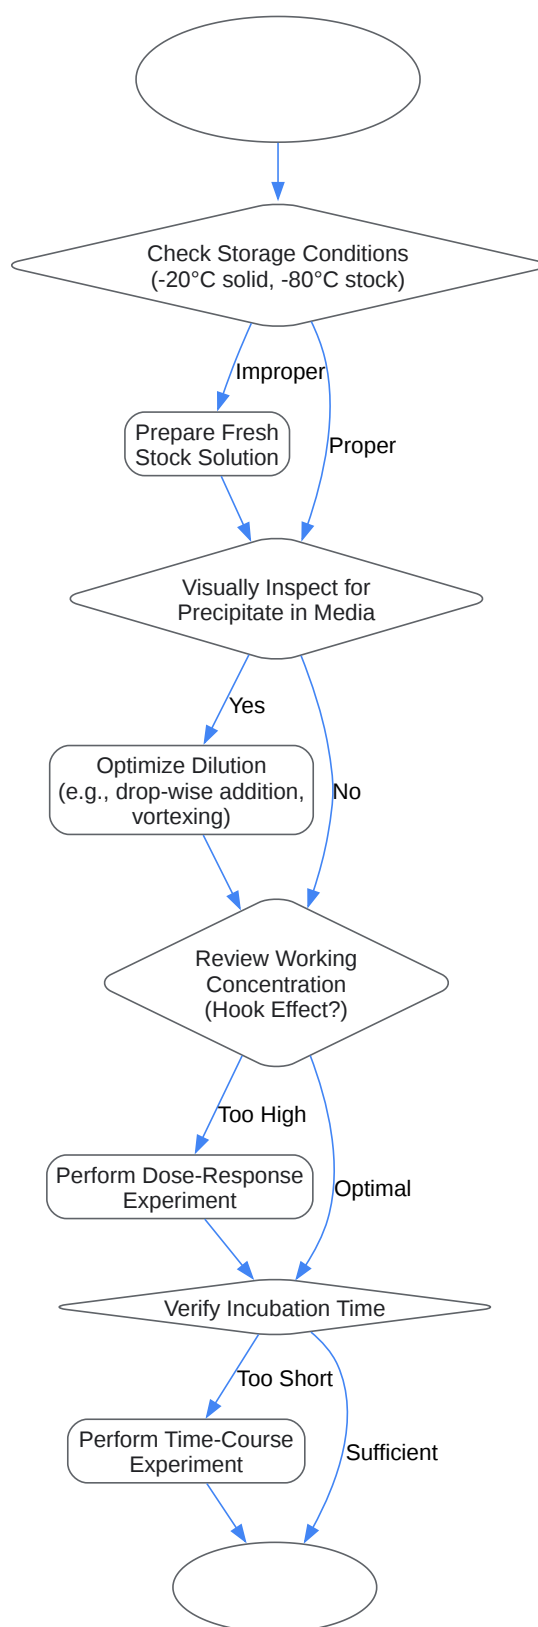 Check Storage Conditions
(-20°C solid, -80°C stock)
Improper
Prepare Fresh
Stock Solution
Proper
Visually Inspect for
Precipitate in Media
Yes
Optimize Dilution
(e.g., drop-wise addition,
vortexing)
No
Review Working
Concentration
(Hook Effect?)
Too High
Perform Dose-Response
Experiment
Optimal
Verify Incubation Time
Too Short
Perform Time-Course
Experiment
Sufficient